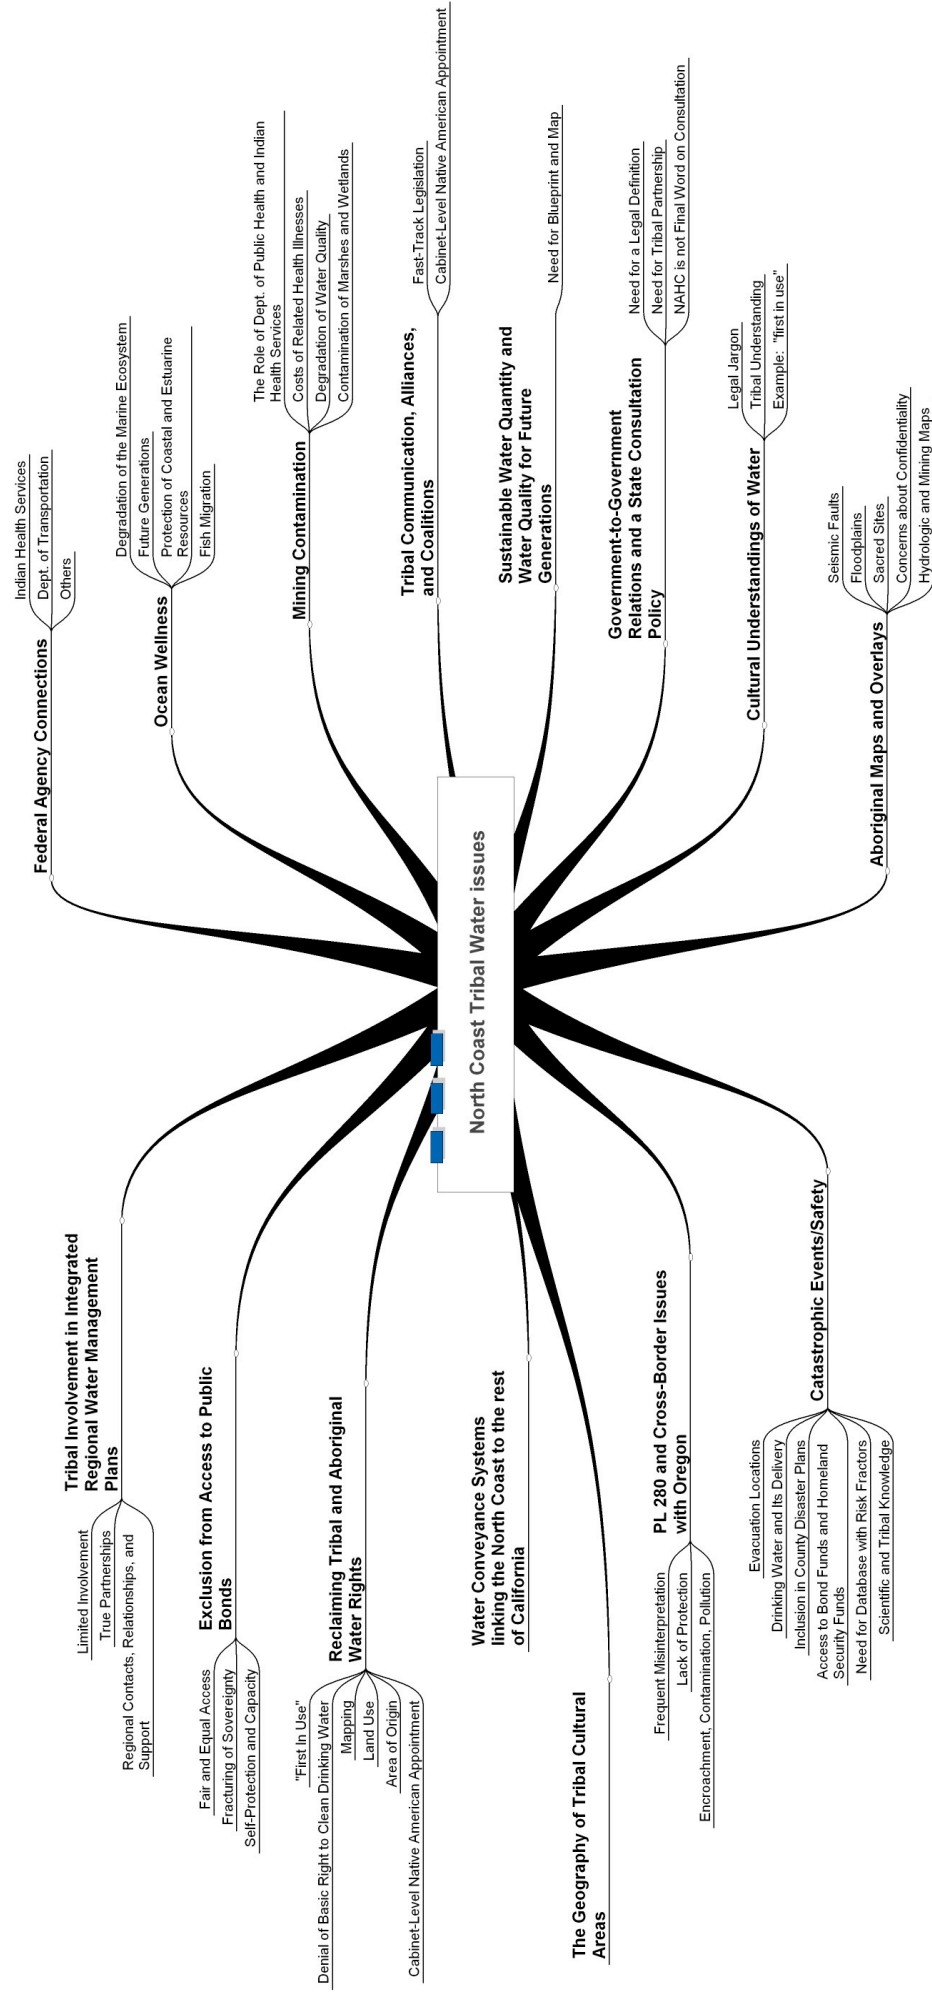 North Coast Tribal Water issues
Federal Agency Connections
Indian Health Services
Dept. of Transportation
Others
Ocean Wellness
Degradation of the Marine Ecosystem
Future Generations
Protection of Coastal and Estuarine
Resources
Fish Migration
Mining Contamination
The Role of Dept. of Public Health and Indian
Health Services
Costs of Related Health Illnesses
Degradation of Water Quality
Contamination of Marshes and Wetlands
Tribal Communication, Alliances,
and Coalitions
Fast-Track Legislation
Cabinet-Level Native American Appointment
Sustainable Water Quantity and
Water Quality for Future
Generations
Need for Blueprint and Map
Government-to-Government
Relations and a State Consultation
Policy
Need for a Legal Definition
Need for Tribal Partnership
NAHC is not Final Word on Consultation
Cultural Understandings of Water
Legal Jargon
Tribal Understanding
Example:  "first in use"
Aboriginal Maps and Overlays
Seismic Faults
Floodplains
Sacred Sites
Concerns about Confidentiality
Hydrologic and Mining Maps
Tribal Involvement in Integrated
Regional Water Management
Plans
Limited Involvement
True Partnerships
Regional Contacts, Relationships, and
Support
Exclusion from Access to Public
Bonds
Fair and Equal Access
Fracturing of Sovereignty
Self-Protection and Capacity
Reclaiming Tribal and Aboriginal
Water Rights
"First In Use"
Denial of Basic Right to Clean Drinking Water
Mapping
Land Use
Area of Origin
Cabinet-Level Native American Appointment
Water Conveyance Systems
linking the North Coast to the rest
of California
The Geography of Tribal Cultural
Areas
PL 280 and Cross-Border Issues
with Oregon
Frequent Misinterpretation
Lack of Protection
Encroachment, Contamination, Pollution
Catastrophic Events/Safety
Evacuation Locations
Drinking Water and Its Delivery
Inclusion in County Disaster Plans
Access to Bond Funds and Homeland
Security Funds
Need for Database with Risk Fractors
Scientific and Tribal Knowledge